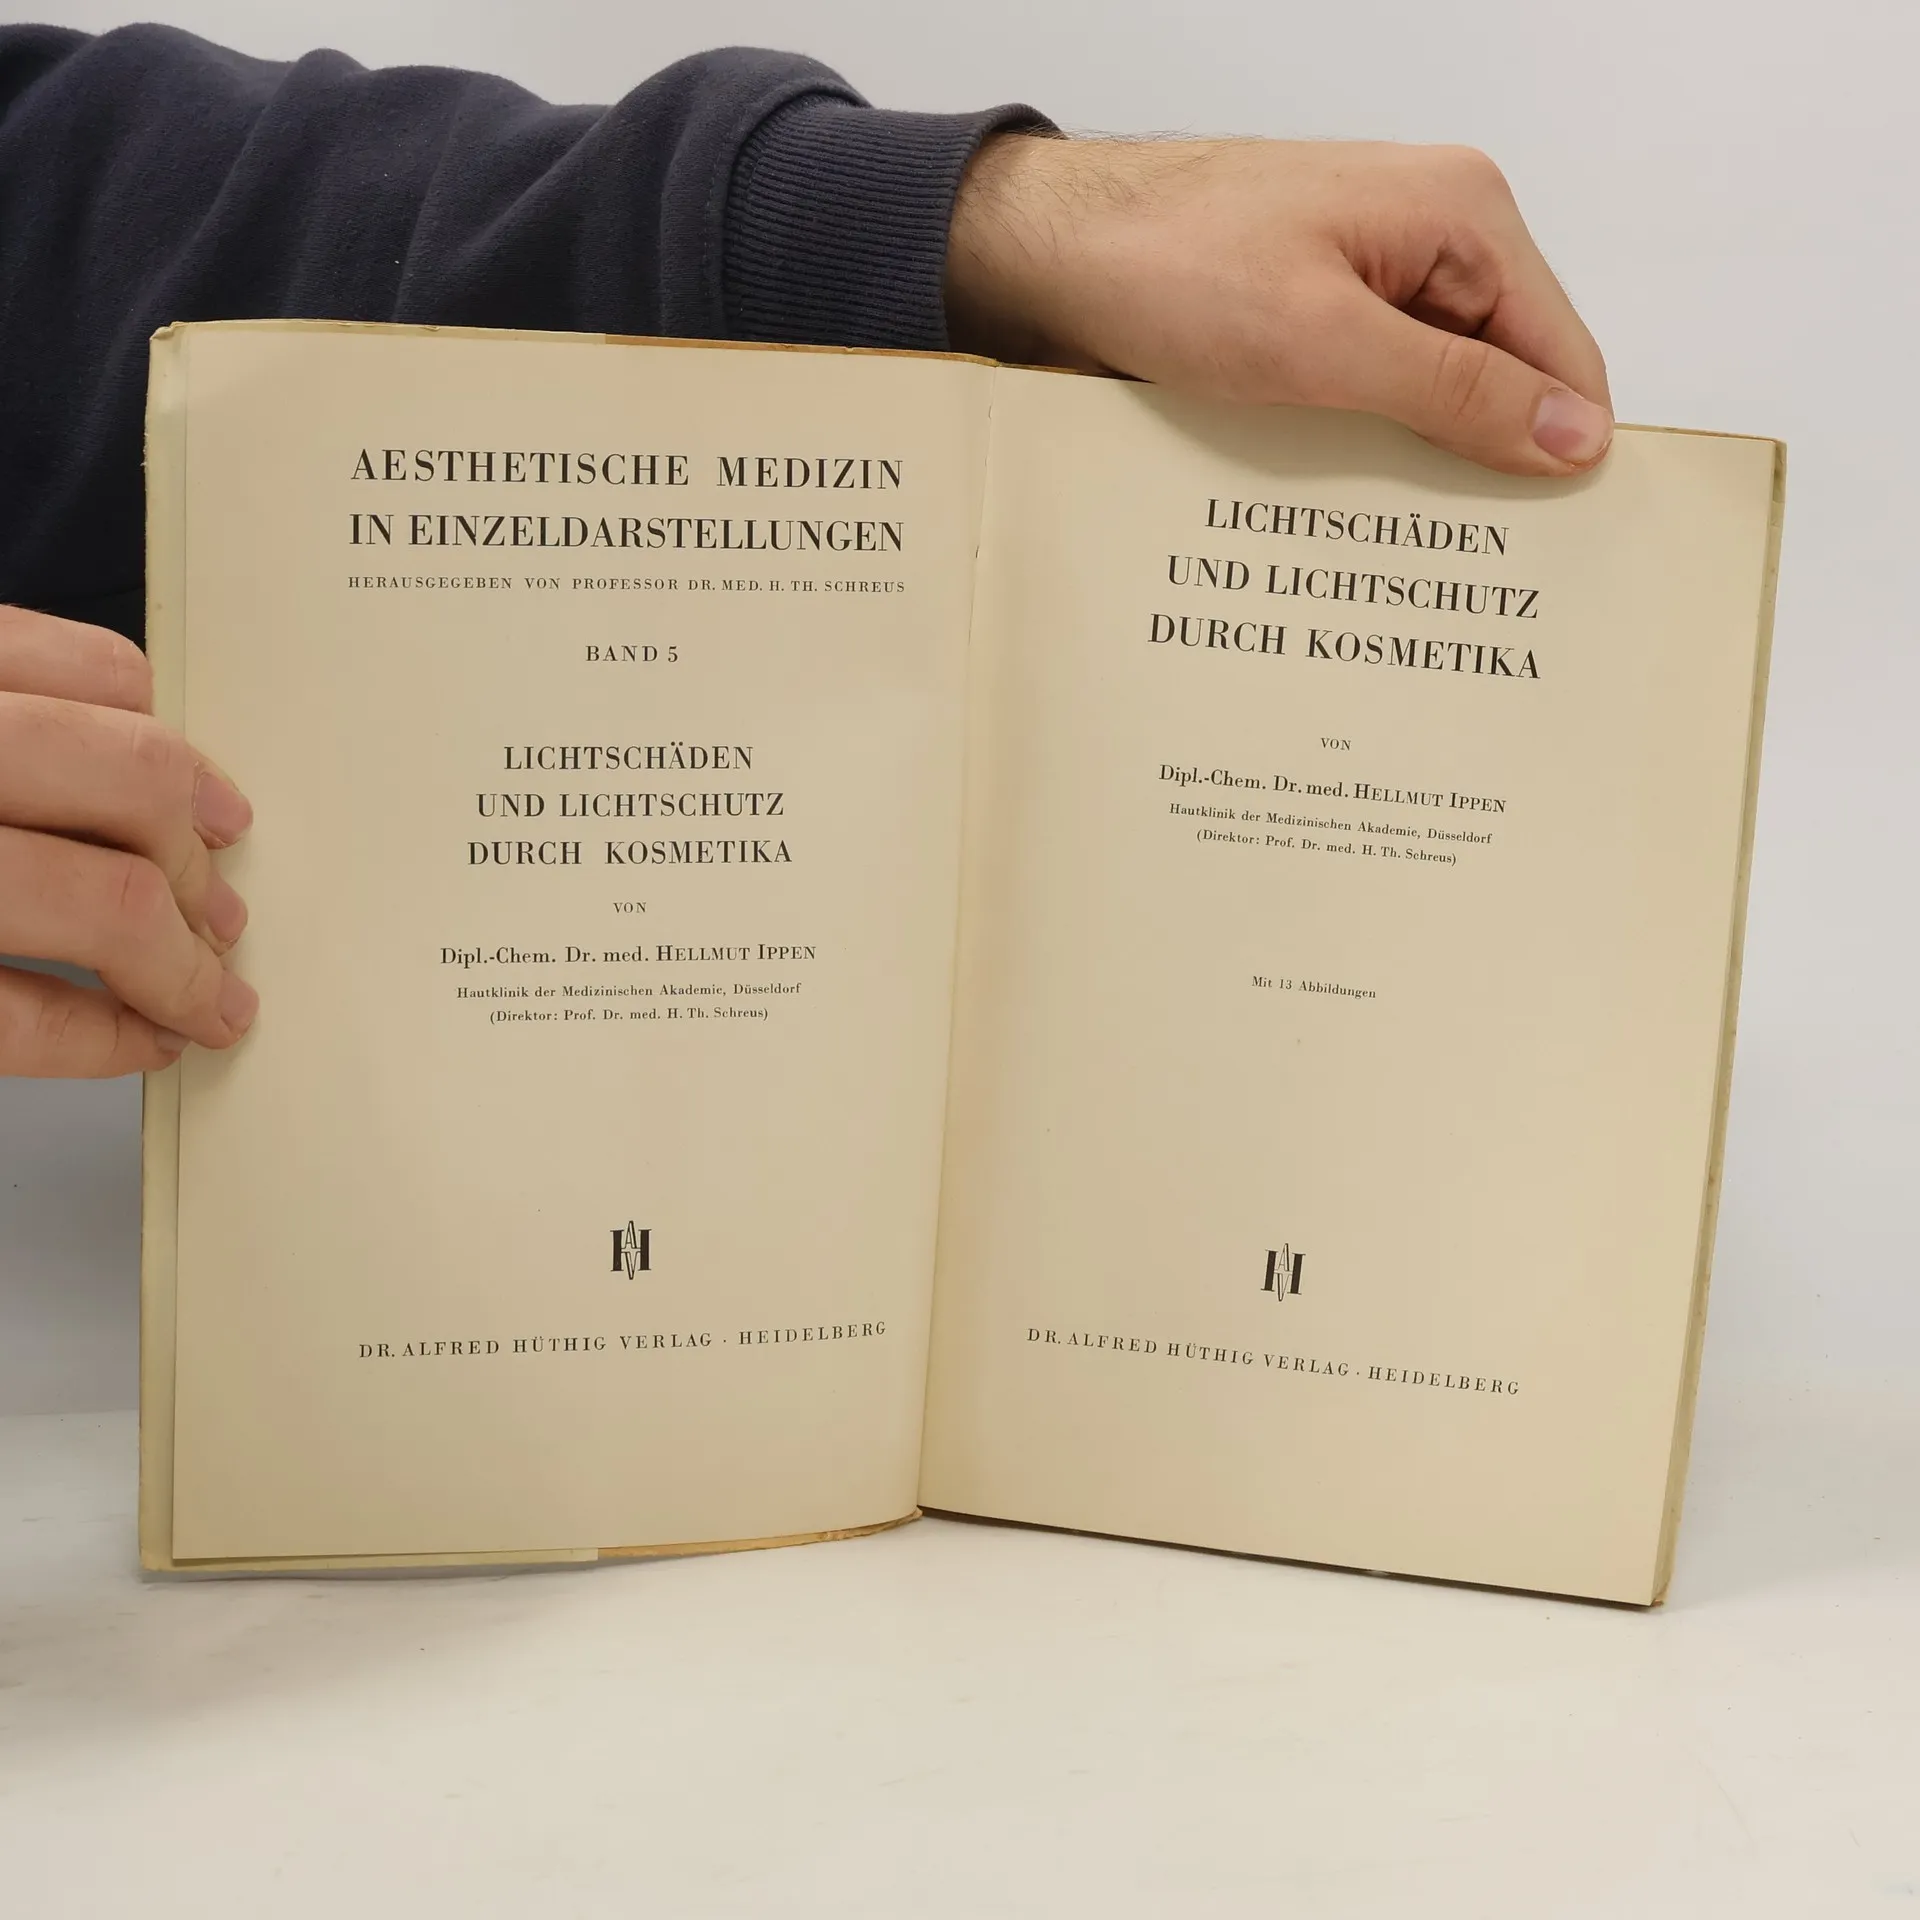 AESTHETISCHE MEDIZIN
IN EINZELDARSTELLUNGEN
HERAUSGEGEBEN VON PROFESSOR DR. MED. H. TH. SCHREUS
BAND 5
LICHTSCHÄDEN
UND LICHTSCHUTZ
DURCH KOSMETIKA
VON
Dipl.-Chem. Dr. med. HELLMUT IPPEN
Hautklinik der Medizinischen Akademie, Düsseldorf
(Direktor: Prof. Dr. med. H. Th. Schreus)
HAV
DR. ALFRED HÜTHIG VERLAG · HEIDELBERG
LICHTSCHÄDEN
UND LICHTSCHUTZ
DURCH KOSMETIKA
VON
Dipl.-Chem. Dr. med. HELLMUT IPPEN
Hautklinik der Medizinischen Akademie, Düsseldorf
(Direktor: Prof. Dr. med. H. Th. Schreus)
Mit 13 Abbildungen
HAV
DR. ALFRED HÜTHIG VERLAG · HEIDELBERG